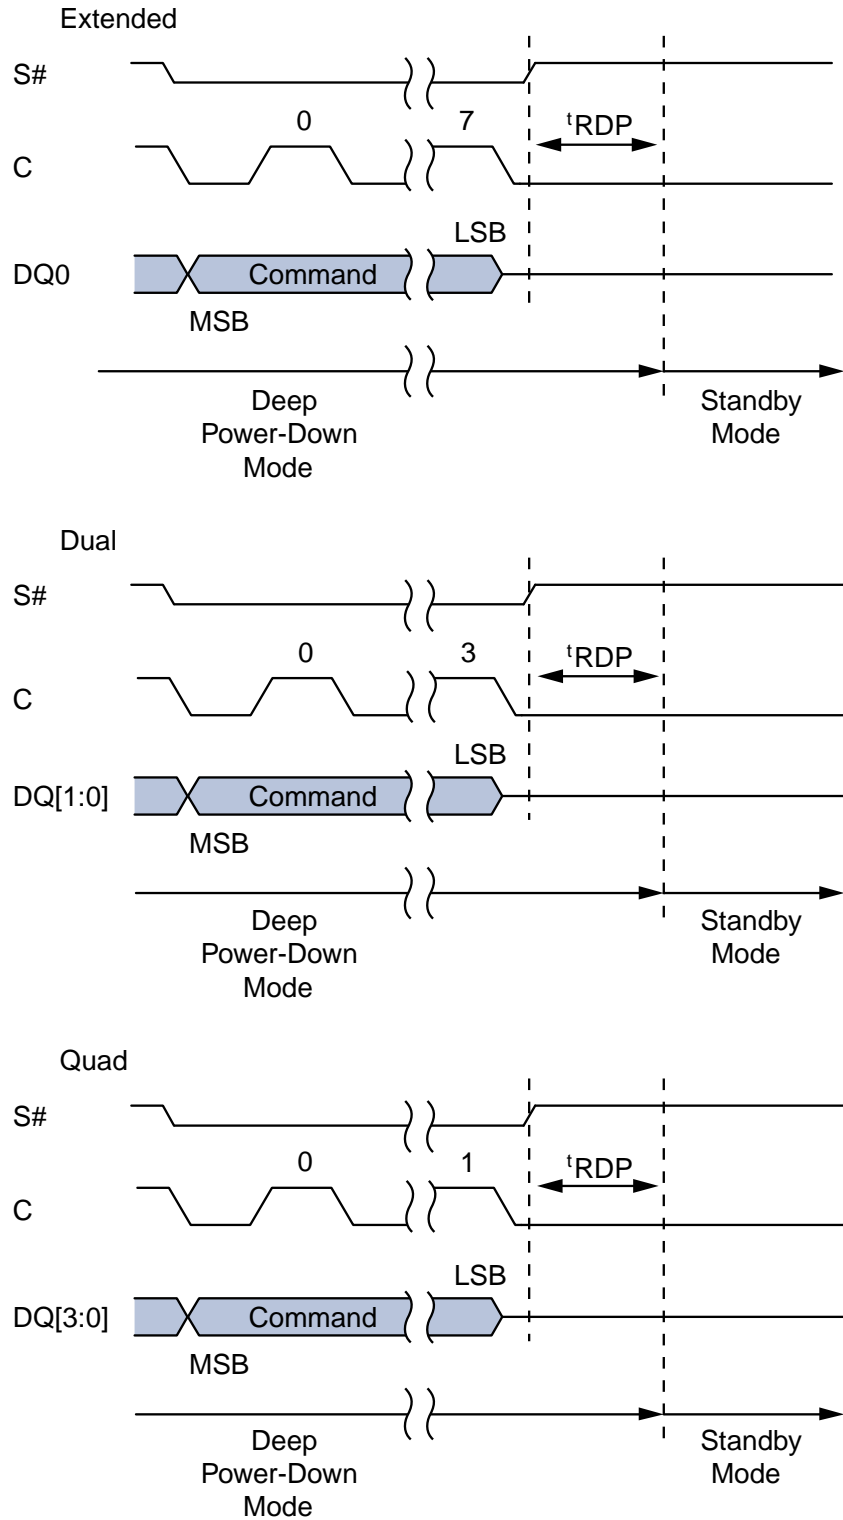 Extended
S#
0 7 tRDP
C
LSB
DQ0 Command
MSB
Deep Standby
Power-Down Mode
Mode
Dual
S#
0 3 tRDP
C
LSB
DQ[1:0] Command
MSB
Deep Standby
Power-Down Mode
Mode
Quad
S#
0 1 tRDP
C
LSB
DQ[3:0] Command
MSB
Deep Standby
Power-Down Mode
Mode